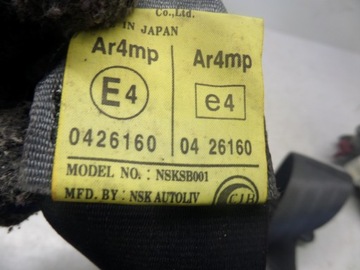 Co.,Ltd.
IN JAPAN
Ar4mp Ar4mp
E4 e4
0426160 04 26160
MODEL NO.: NSKSB001
MFD. BY: NSK AUTOLIV